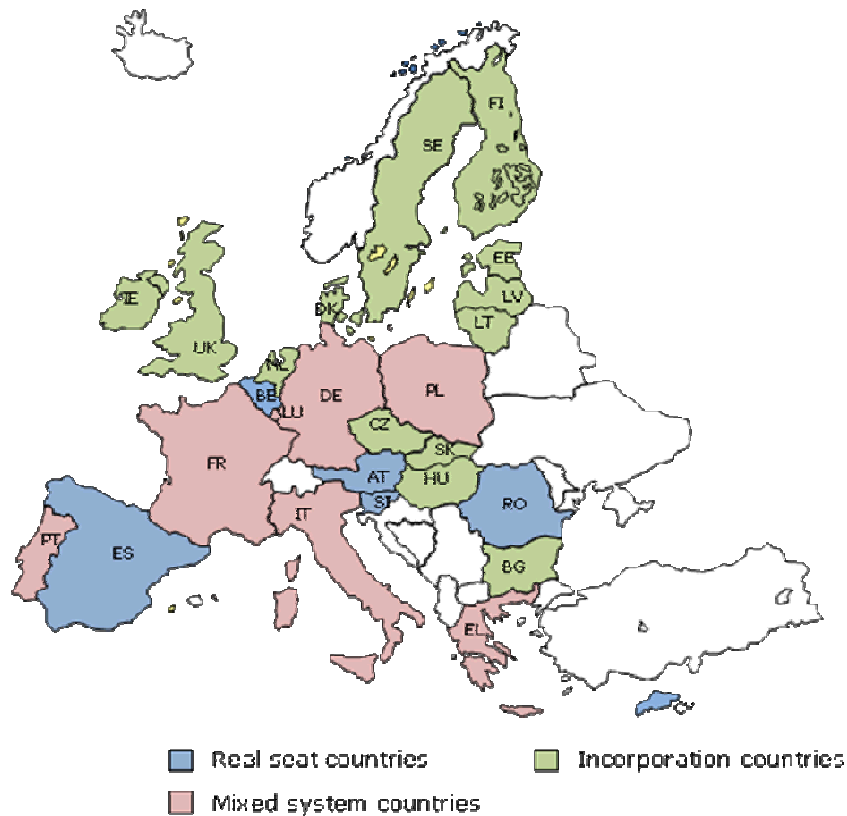 FI
SE
EE
LV
IE
DK
LT
UK
NL
BE
DE
PL
LU
CZ
FR
SK
AT
HU
SI
RO
IT
PT
ES
BG
EL
Real seat countries
Incorporation countries
Mixed system countries